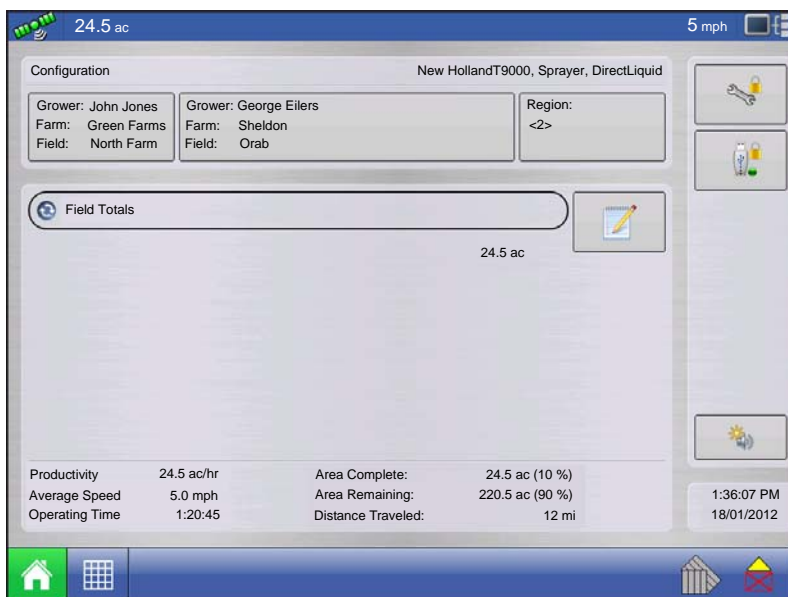 24.5 ac 5 mph
Configuration New HollandT9000, Sprayer, DirectLiquid
Grower: John Jones Grower: George Eilers Region:
Farm: Green Farms Farm: Sheldon <2>
Field: North Farm Field: Orab
Field Totals
24.5 ac
Productivity 24.5 ac/hr Area Complete: 24.5 ac (10 %)
Average Speed 5.0 mph Area Remaining: 220.5 ac (90 %)
Operating Time 1:20:45 Distance Traveled: 12 mi
1:36:07 PM
18/01/2012